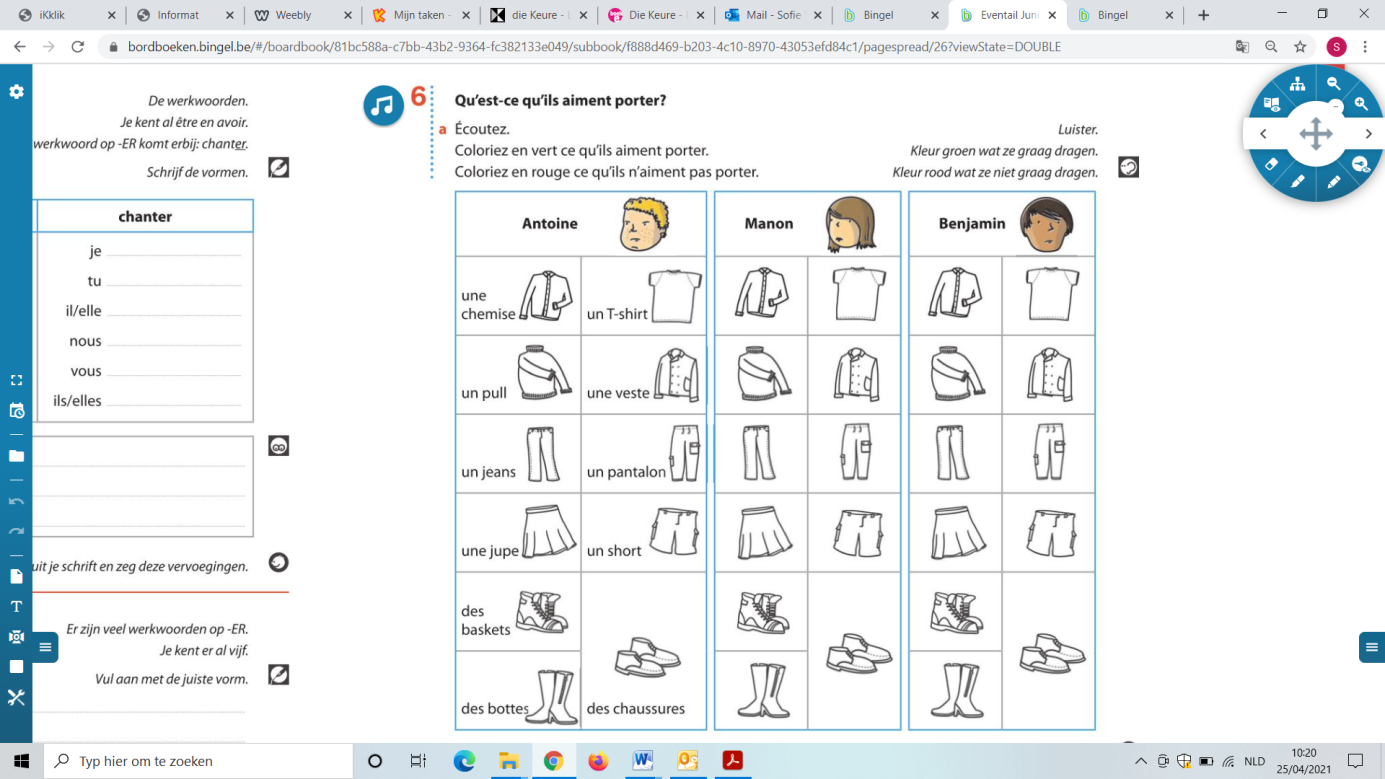 iKklik
Informat
Weebly
Mijn taken -
die Keure -
Die Keure -
Mail - Sofie
Bingel
Eventail Juni
Bingel
bordboeken.bingel.be/#/boardbook/81bc588a-c7bb-43b2-9364-fc382133e049/subbook/f888d469-b203-4c10-8970-43053efd84c1/pagespread/26?viewState=DOUBLE
S
De werkwoorden.
Je kent al être en avoir.
werkwoord op -ER komt erbij: chanter.
Schrijf de vormen.
chanter
je
tu
il/elle
nous
vous
ils/elles
uit je schrift en zeg deze vervoegingen.
Er zijn veel werkwoorden op -ER.
Je kent er al vijf.
Vul aan met de juiste vorm.
6 Qu'est-ce qu'ils aiment porter?
a Écoutez. Luister.
Coloriez en vert ce qu'ils aiment porter. Kleur groen wat ze graag dragen.
Coloriez en rouge ce qu'ils n'aiment pas porter. Kleur rood wat ze niet graag dragen.
Antoine Manon Benjamin
une
chemise un T-shirt
un pull une veste
un jeans un pantalon
une jupe un short
des
baskets
des bottes des chaussures
T
Typ hier om te zoeken
NLD
10:20
25/04/2021